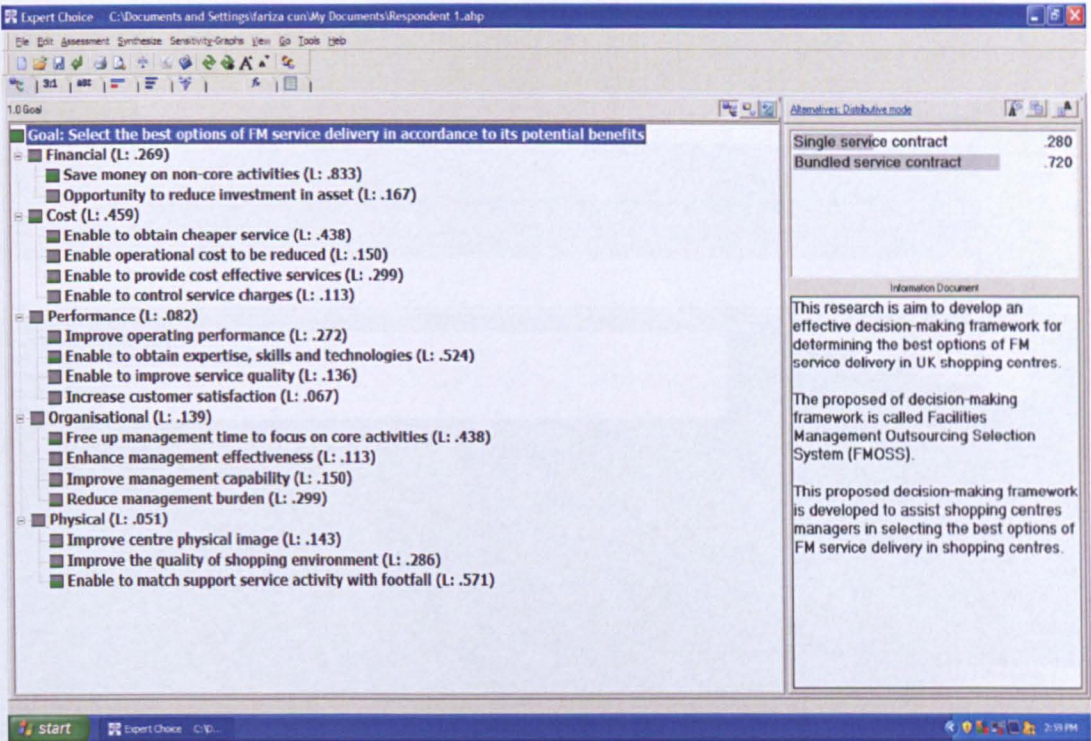 Expert Choice C:\Documents and Settings\fariza cun\My Documents\Respondent 1.ahp
File Edit Assessment Synthesize Sensitivity-Graphs View Go Tools Help
3:1 ABC
1.0 Goal
Alternatives: Distributive mode
Goal: Select the best options of FM service delivery in accordance to its potential benefits
Financial (L: .269)
Save money on non-core activities (L: .833)
Opportunity to reduce investment in asset (L: .167)
Cost (L: .459)
Enable to obtain cheaper service (L: .438)
Enable operational cost to be reduced (L: .150)
Enable to provide cost effective services (L: .299)
Enable to control service charges (L: .113)
Performance (L: .082)
Improve operating performance (L: .272)
Enable to obtain expertise, skills and technologies (L: .524)
Enable to improve service quality (L: .136)
Increase customer satisfaction (L: .067)
Organisational (L: .139)
Free up management time to focus on core activities (L: .438)
Enhance management effectiveness (L: .113)
Improve management capability (L: .150)
Reduce management burden (L: .299)
Physical (L: .051)
Improve centre physical image (L: .143)
Improve the quality of shopping environment (L: .286)
Enable to match support service activity with footfall (L: .571)
Single service contract .280
Bundled service contract .720
Information Document
This research is aim to develop an
effective decision-making framework for
determining the best options of FM
service delivery in UK shopping centres.
The proposed of decision-making
framework is called Facilities
Management Outsourcing Selection
System (FMOSS).
This proposed decision-making framework
is developed to assist shopping centres
managers in selecting the best options of
FM service delivery in shopping centres.
start
Expert Choice C:\D...
2:59 PM